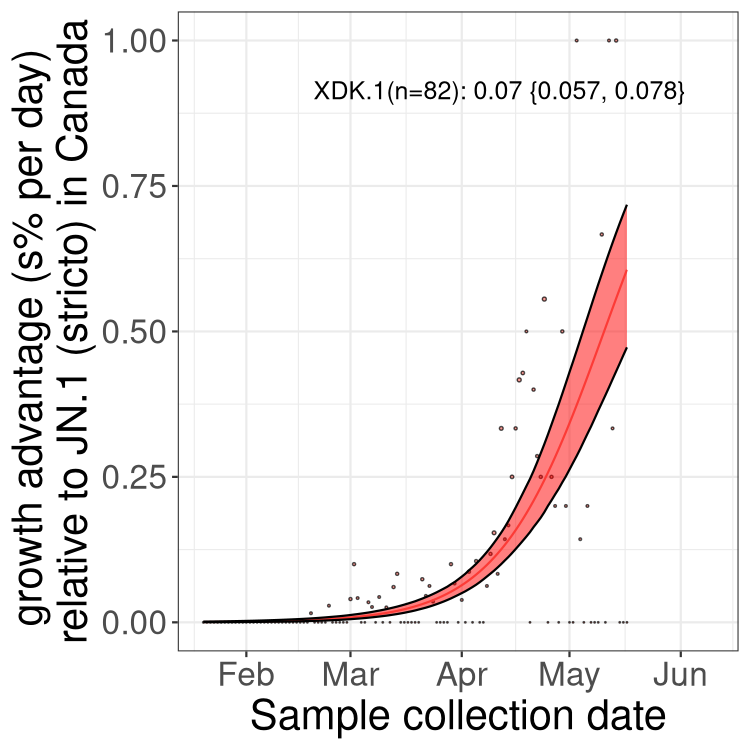 growth advantage (s% per day)
relative to JN.1 (stricto) in Canada
1.00
0.75
0.50
0.25
0.00
XDK.1(n=82): 0.07 {0.057, 0.078}
Feb Mar Apr May Jun
Sample collection date